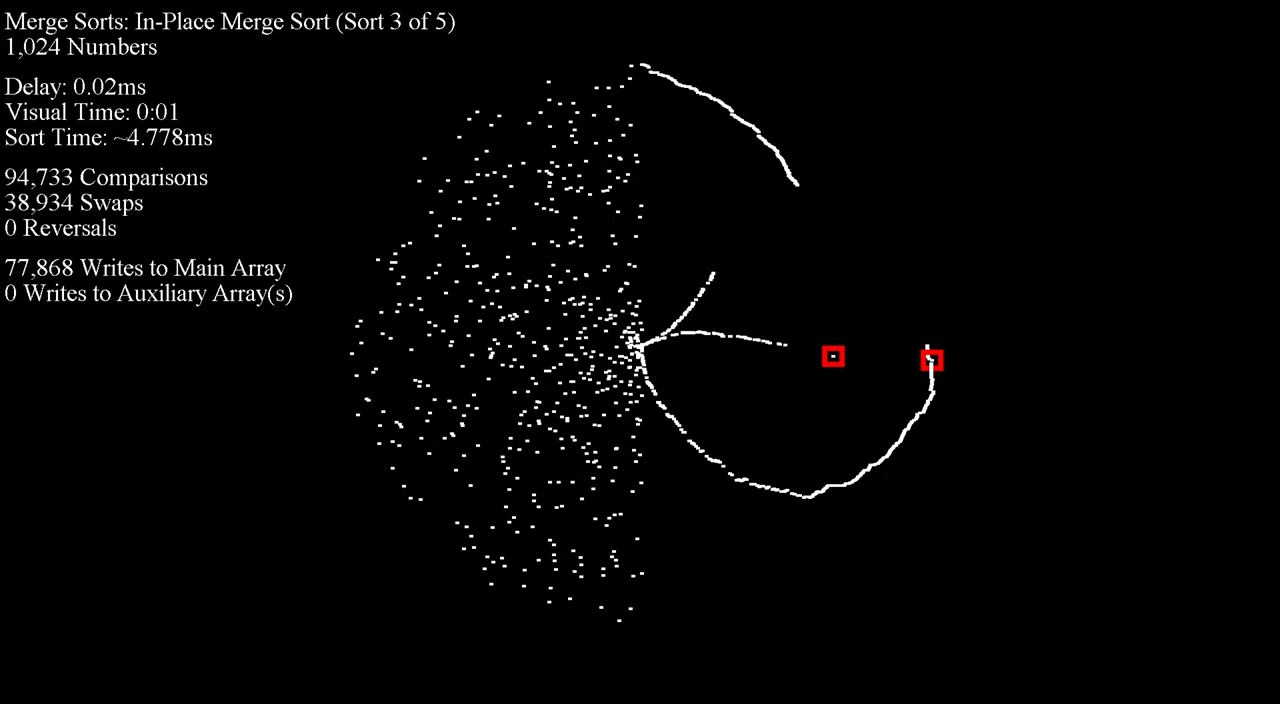 Merge Sorts: In-Place Merge Sort (Sort 3 of 5)
1,024 Numbers
Delay: 0.02ms
Visual Time: 0:01
Sort Time: ~4.778ms
94,733 Comparisons
38,934 Swaps
0 Reversals
77,868 Writes to Main Array
0 Writes to Auxiliary Array(s)